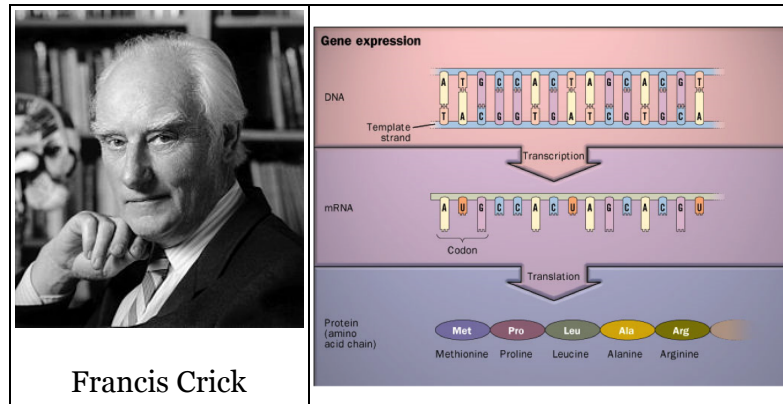 Francis Crick
Gene expression
DNA
A T G C C A C T A G C A C G T
T A C G G T G A T C G T G C A
Template
strand
Transcription
mRNA
A U G C C A C U A G C A C G U
Codon
Translation
Protein
(amino
acid chain)
Met Pro Leu Ala Arg
Methionine Proline Leucine Alanine Arginine